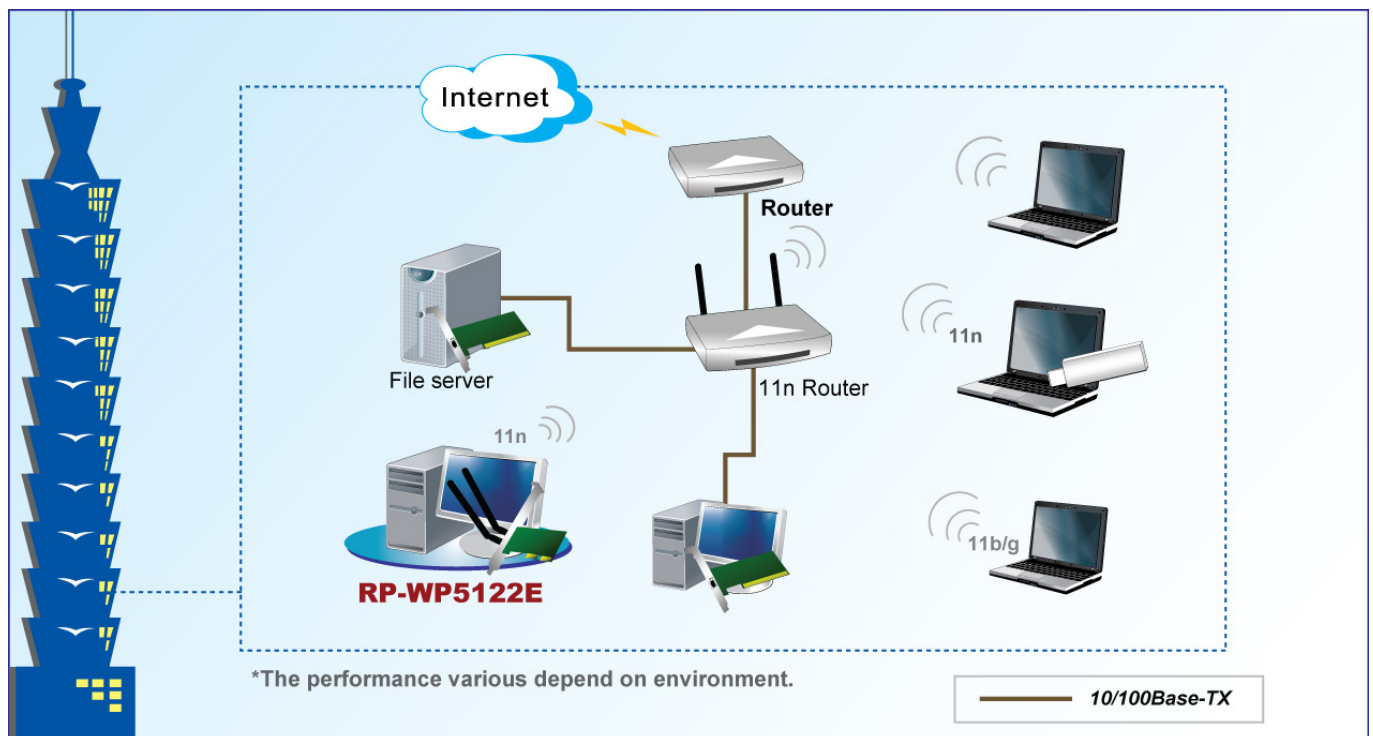 Internet
Router
File server
11n Router
11n
11n
11b/g
RP-WP5122E
*The performance various depend on environment.
10/100Base-TX